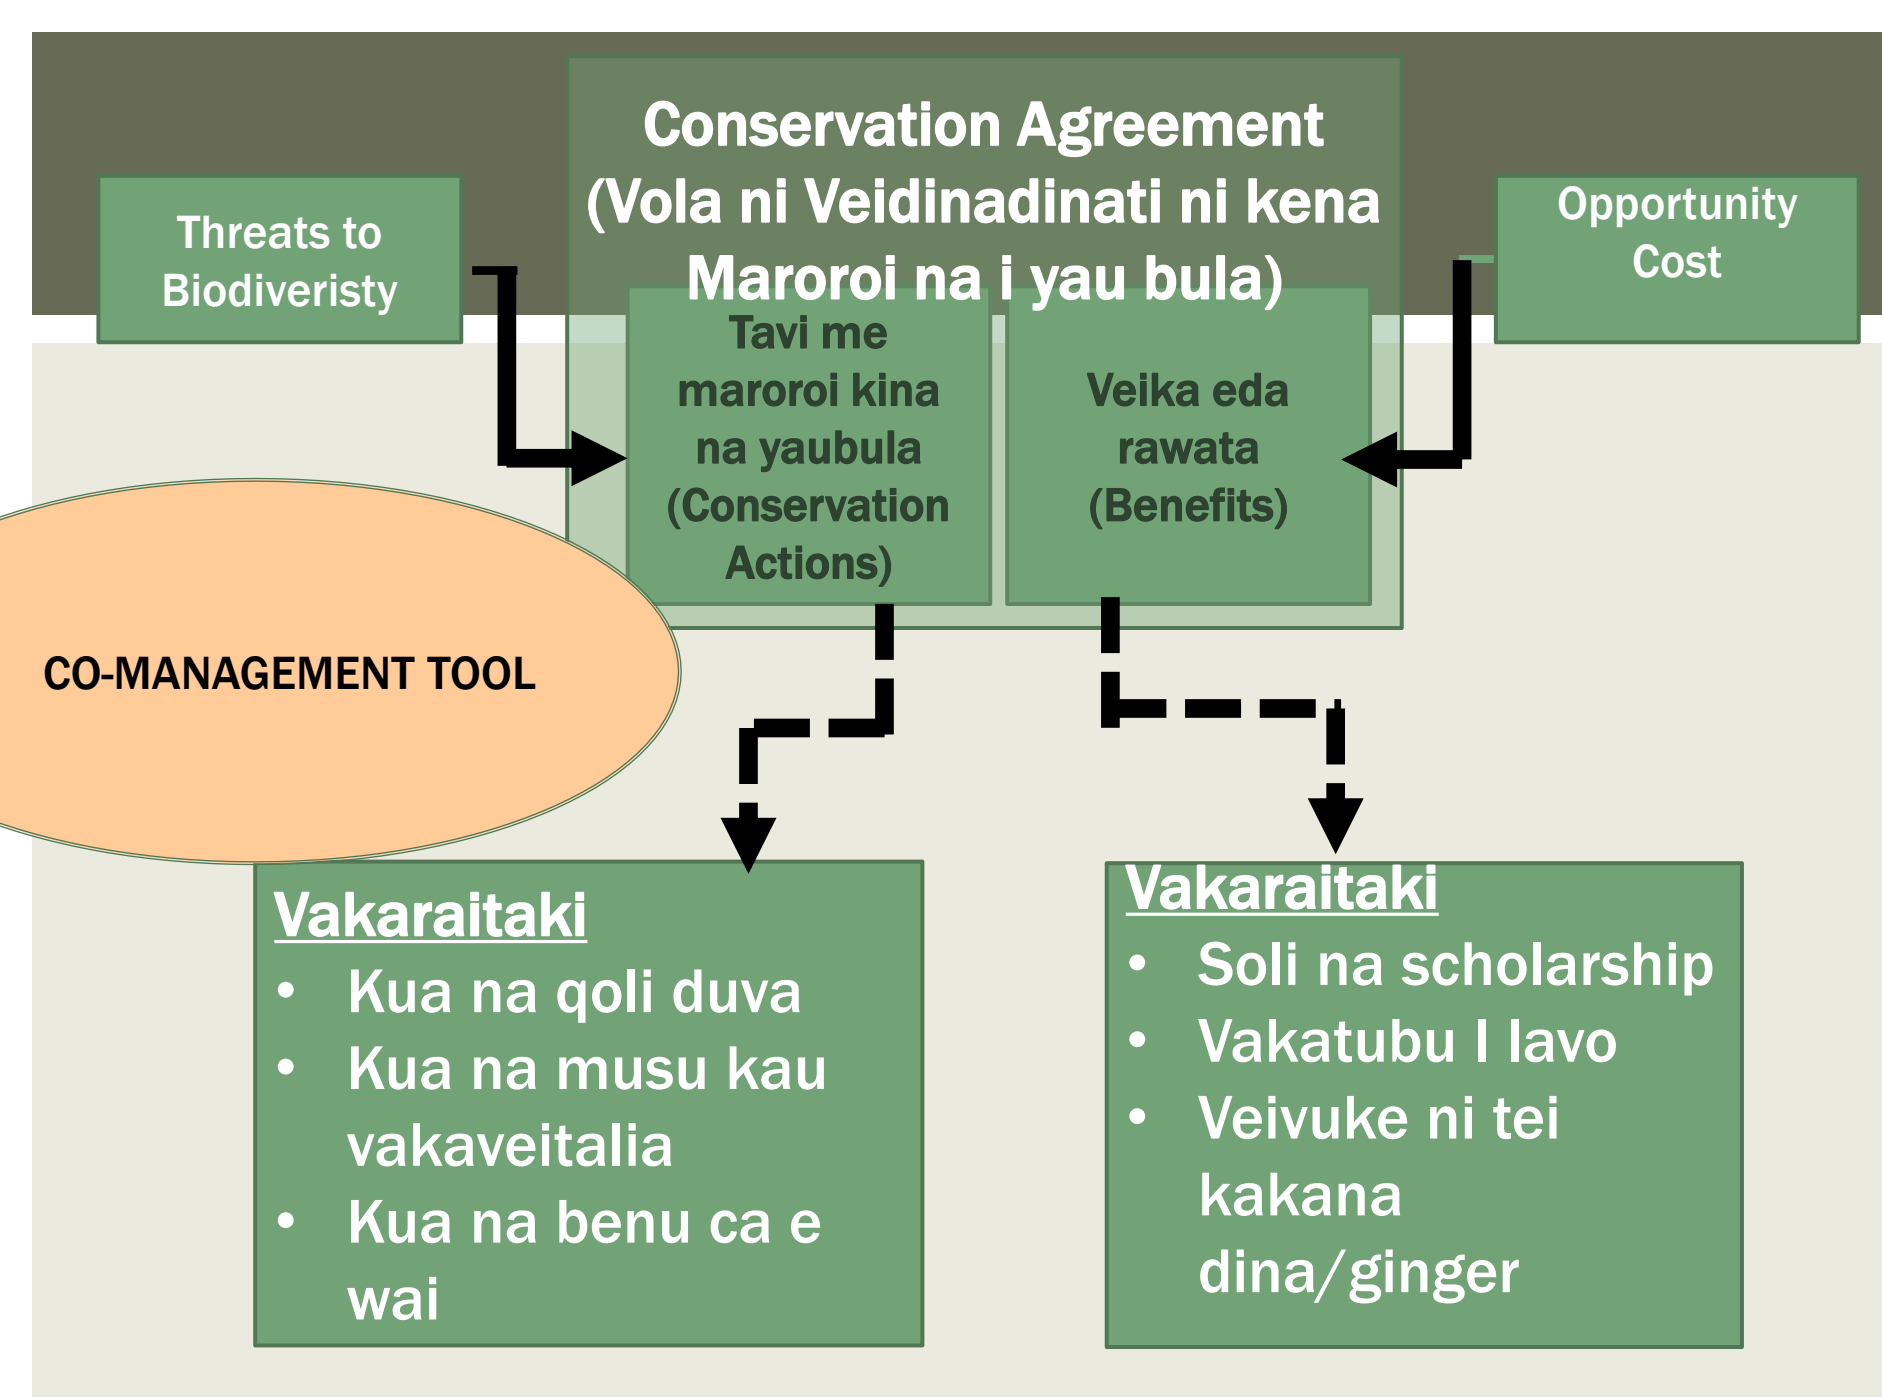 Conservation Agreement
(Vola ni Veidinadinati ni kena
Maroroi na i yau bula)
Threats to
Biodiveristy
Opportunity
Cost
Tavi me
maroroi kina
na yaubula
(Conservation
Actions)
Veika eda
rawata
(Benefits)
CO-MANAGEMENT TOOL
Vakaraitaki
• Kua na qoli duva
• Kua na musu kau
vakaveitalia
• Kua na benu ca e
wai
Vakaraitaki
• Soli na scholarship
• Vakatubu I lavo
• Veivuke ni tei
kakana
dina/ginger